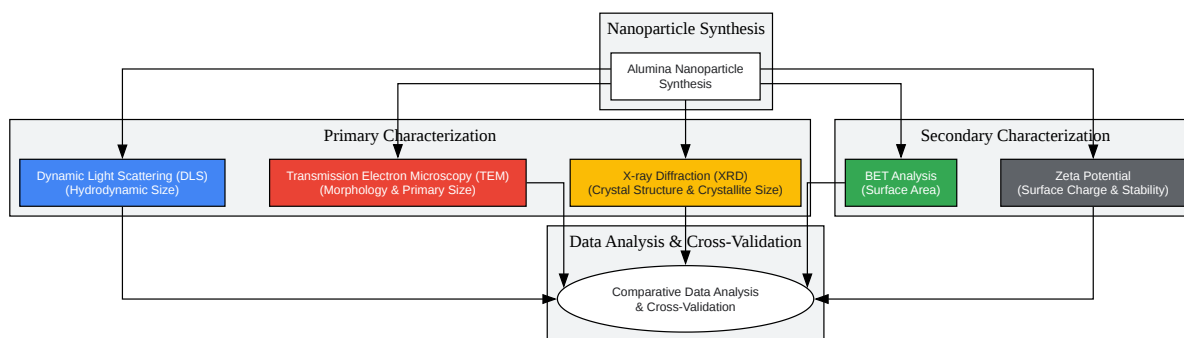 Nanoparticle Synthesis
Alumina Nanoparticle
Synthesis
Primary Characterization
Secondary Characterization
Dynamic Light Scattering (DLS)
(Hydrodynamic Size)
Transmission Electron Microscopy (TEM)
(Morphology & Primary Size)
X-ray Diffraction (XRD)
(Crystal Structure & Crystallite Size)
BET Analysis
(Surface Area)
Zeta Potential
(Surface Charge & Stability)
Data Analysis & Cross-Validation
Comparative Data Analysis
& Cross-Validation